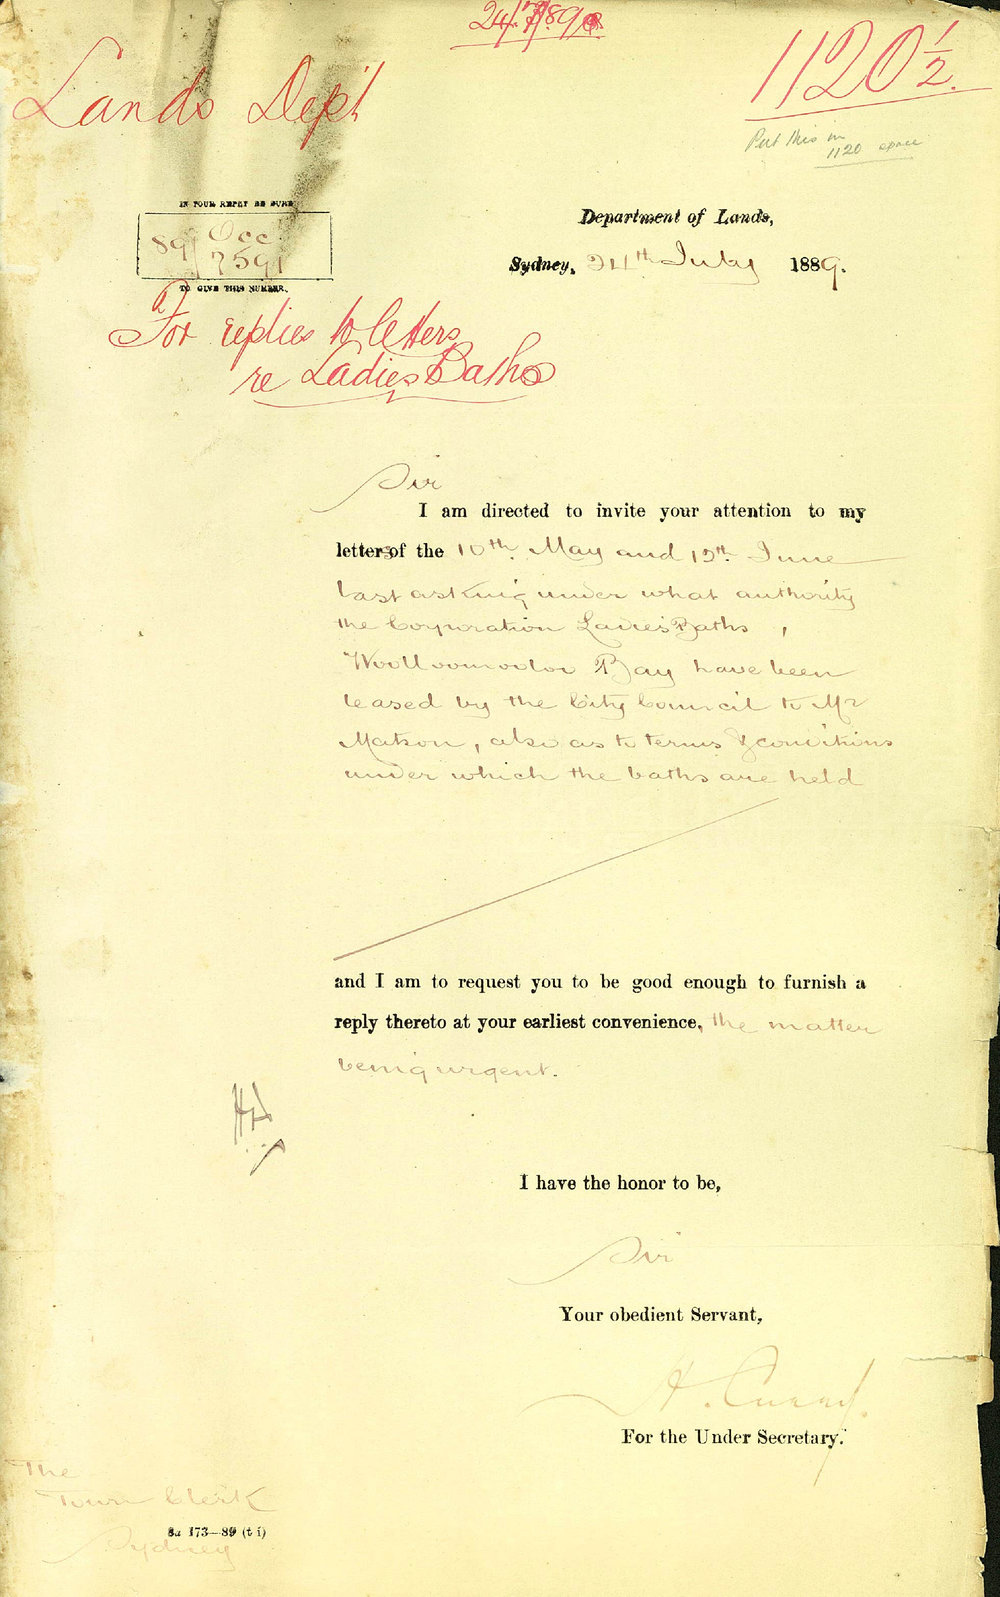 24/7/89
1120 1/2.
Lands Dep't
Put this in
1120 space
IN YOUR REPLY BE SURE
89/ Occ
7591
TO GIVE THIS NUMBER.
Department of Lands,
Sydney, 24th July 1889.
For replies to letters
re Ladies Baths
Sir
I am directed to invite your attention to my
letters of the 10th May and 12th June
last asking under what authority
the Corporation Ladies Baths,
Woolloomooloo Bay have been
leased by the City Council to Mr
Matson, also as to terms & conditions
under which the baths are held
and I am to request you to be good enough to furnish a
reply thereto at your earliest convenience, the matter
being urgent.
I have the honor to be,
Sir
Your obedient Servant,
H. Curry
For the Under Secretary.
The
Town Clerk
Sydney
173—89 (t i)